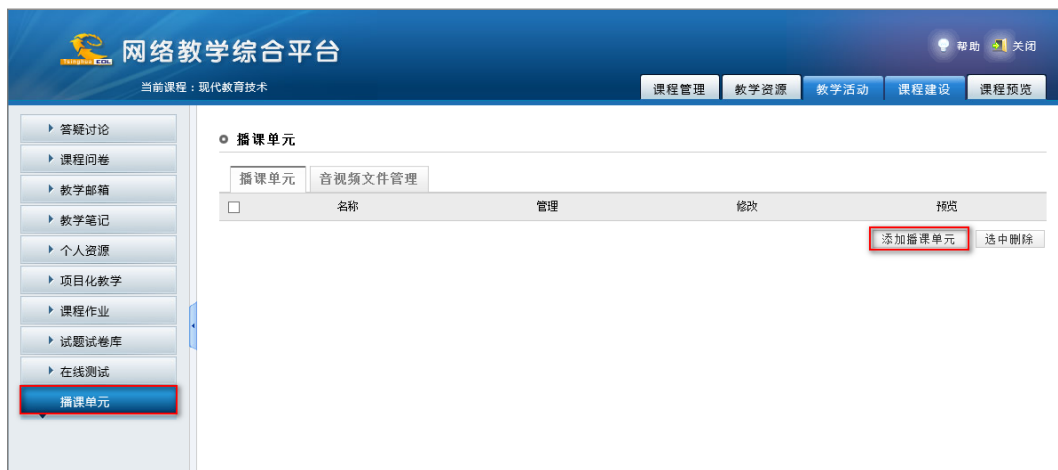 网络教学综合平台
帮助 关闭
当前课程：现代教育技术
课程管理 教学资源 教学活动 课程建设 课程预览
答疑讨论
课程问卷
教学邮箱
教学笔记
个人资源
项目化教学
课程作业
试题试卷库
在线测试
播课单元
播课单元
播课单元 音视频文件管理
名称 管理 修改 预览
添加播课单元 选中删除